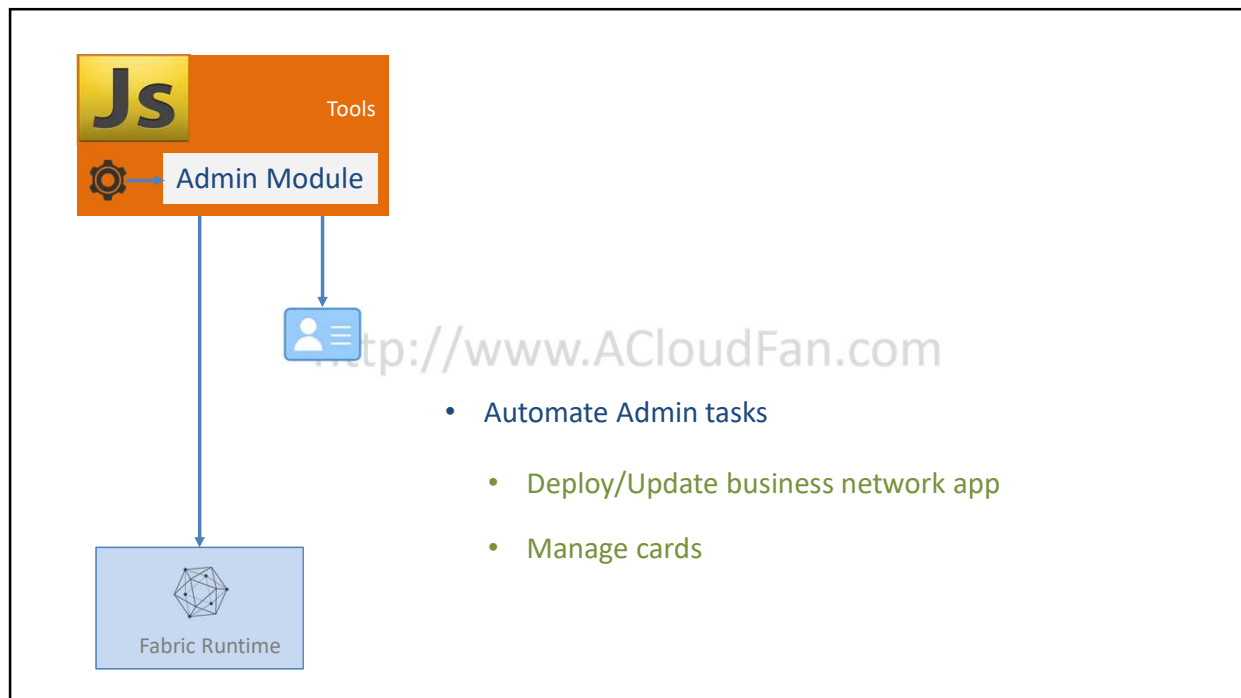 Js
Tools
Admin Module
http://www.ACloudFan.com
• Automate Admin tasks
• Deploy/Update business network app
• Manage cards
Fabric Runtime